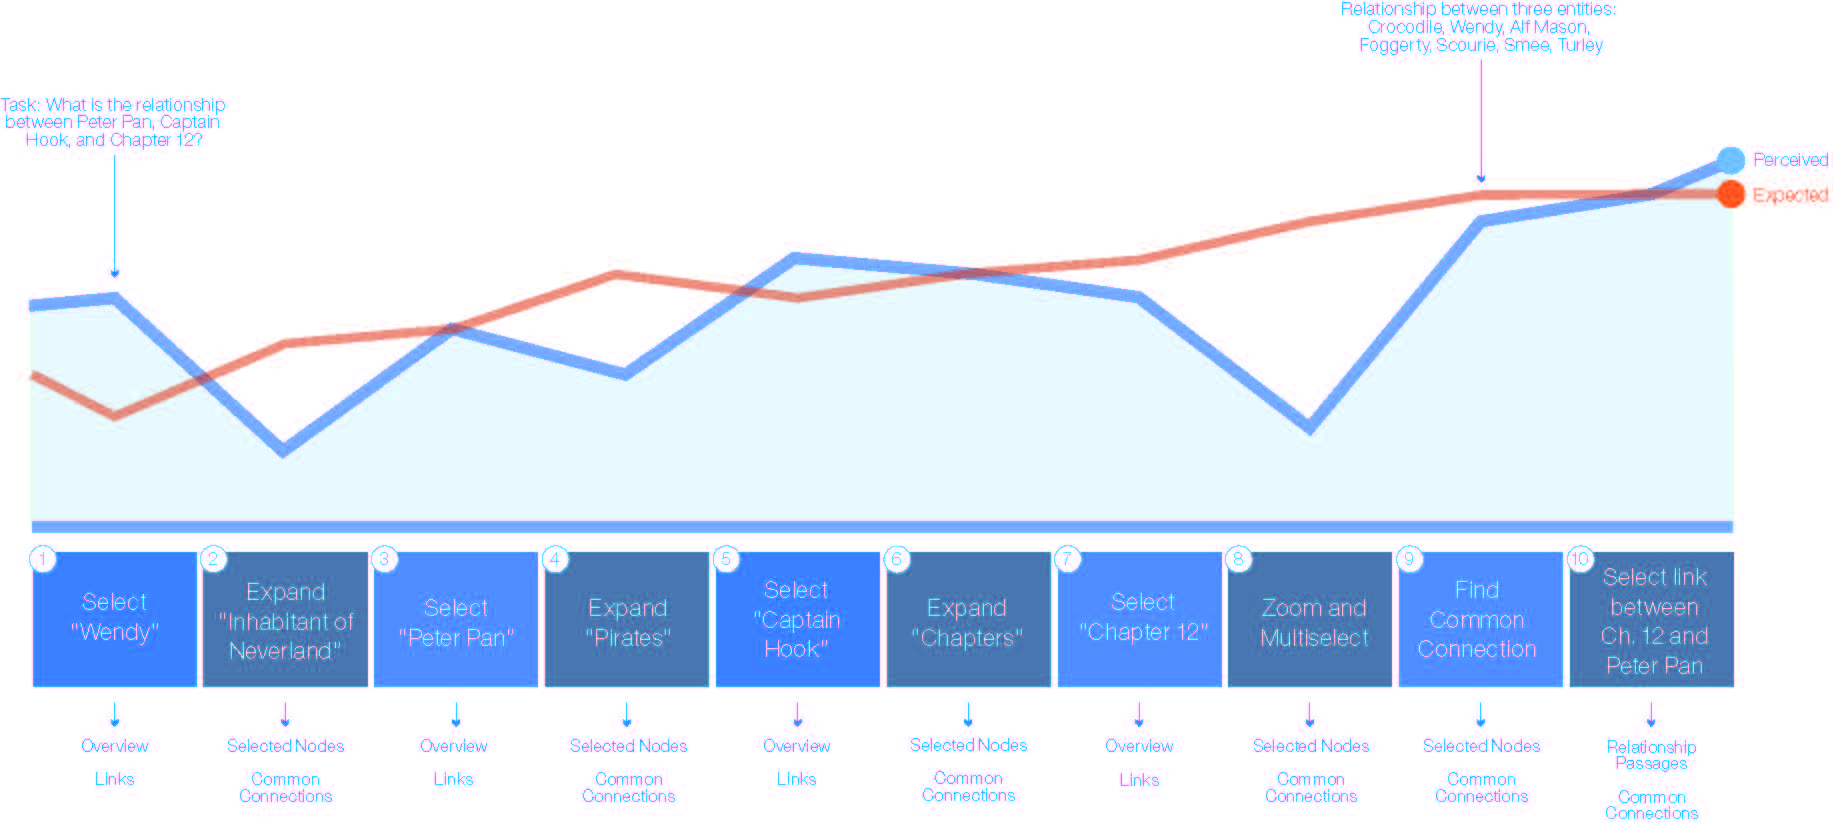 Relationship between three entities:
Crocodile, Wendy, Alf Mason,
Foggerty, Scourie, Smee, Turley
Task: What is the relationship
between Peter Pan, Captain
Hook, and Chapter 12?
Perceived
Expected
1
Select
"Wendy"
2
Expand
"Inhabitant of
Neverland"
3
Select
"Peter Pan"
4
Expand
"Pirates"
5
Select
"Captain
Hook"
6
Expand
"Chapters"
7
Select
"Chapter 12"
8
Zoom and
Multiselect
9
Find
Common
Connection
10
Select link
between
Ch. 12 and
Peter Pan
Overview
Links
Selected Nodes
Common
Connections
Overview
Links
Selected Nodes
Common
Connections
Overview
Links
Selected Nodes
Common
Connections
Overview
Links
Selected Nodes
Common
Connections
Selected Nodes
Common
Connections
Relationship
Passages
Common
Connections